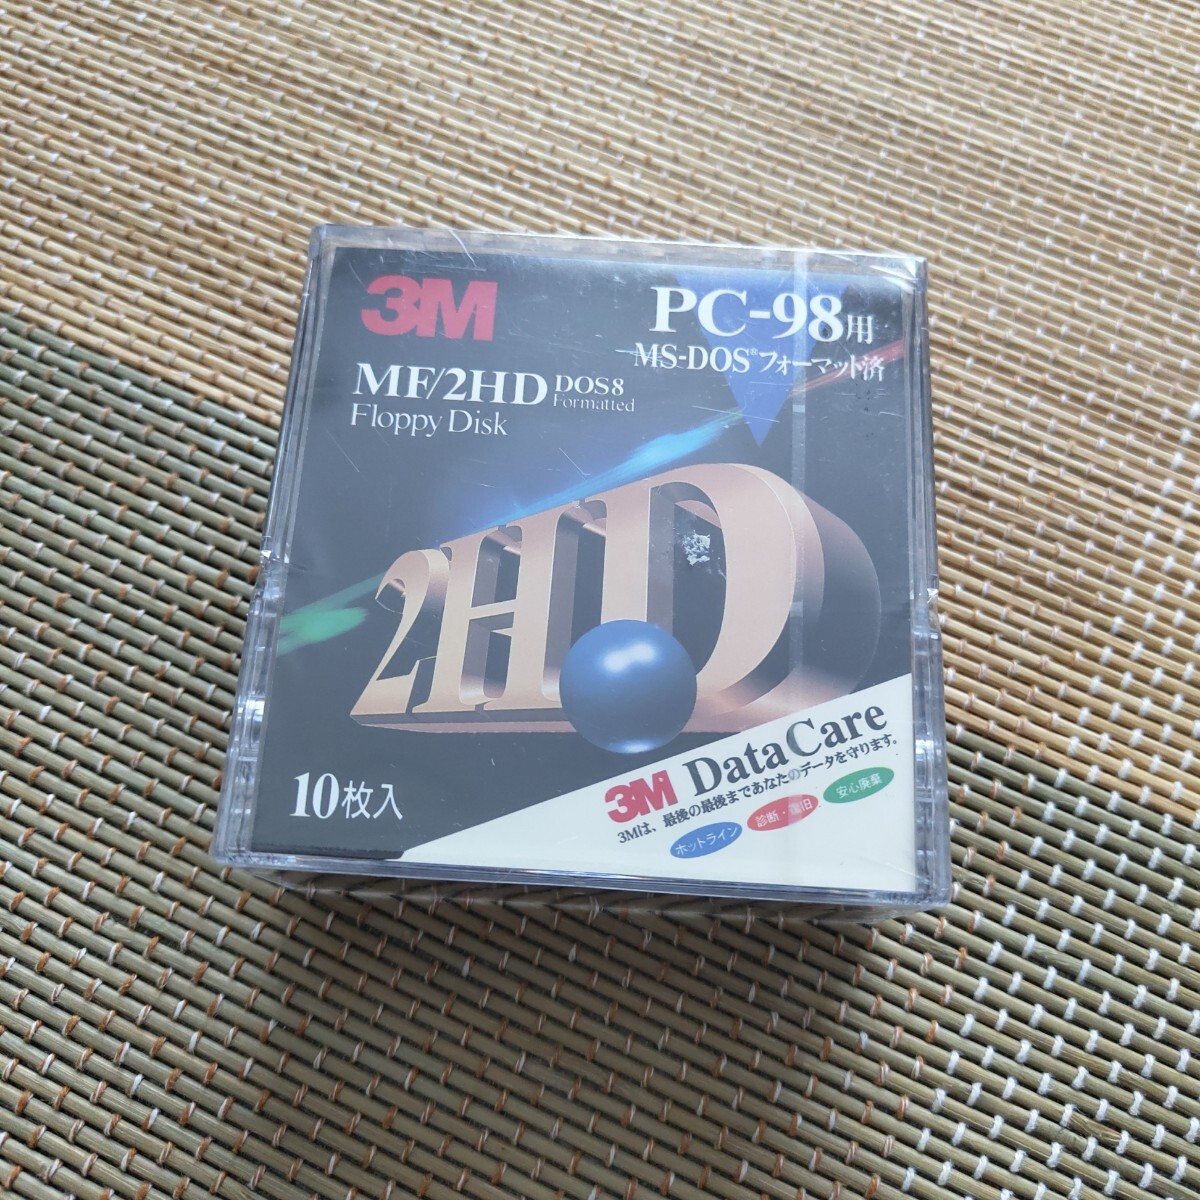 3M
PC-98用
MS-DOS®フォーマット済
MF/2HD DOS8 Formatted
Floppy Disk
2HD
10枚入
3M DataCare
3Mは、最後の最後まであなたのデータを守ります。
ホットライン 診断・復旧 安心廃棄